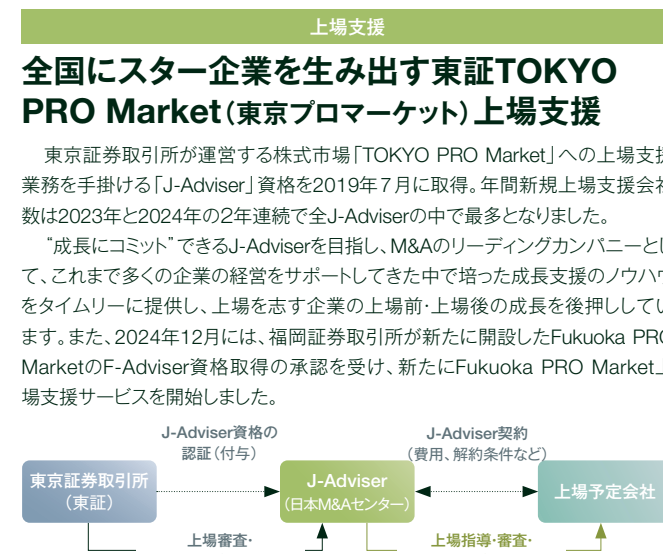 上場支援
全国にスター企業を生み出す東証TOKYO
PRO Market（東京プロマーケット）上場支援
東京証券取引所が運営する株式市場「TOKYO PRO Market」への上場支援
業務を手掛ける「J-Adviser」資格を2019年7月に取得。年間新規上場支援会社
数は2023年と2024年の2年連続で全J-Adviserの中で最多となりました。
“成長にコミット”できるJ-Adviserを目指し、M&Aのリーディングカンパニーとし
て、これまで多くの企業の経営をサポートしてきた中で培った成長支援のノウハウ
をタイムリーに提供し、上場を志す企業の上場前・上場後の成長を後押ししてい
ます。また、2024年12月には、福岡証券取引所が新たに開設したFukuoka PRO
MarketのF-Adviser資格取得の承認を受け、新たにFukuoka PRO Market上
場支援サービスを開始しました。
J-Adviser資格の
認証（付与）
J-Adviser契約
（費用、解約条件など）
東京証券取引所
（東証）
J-Adviser
（日本M&Aセンター）
上場予定会社
上場審査・
上場指導・審査・